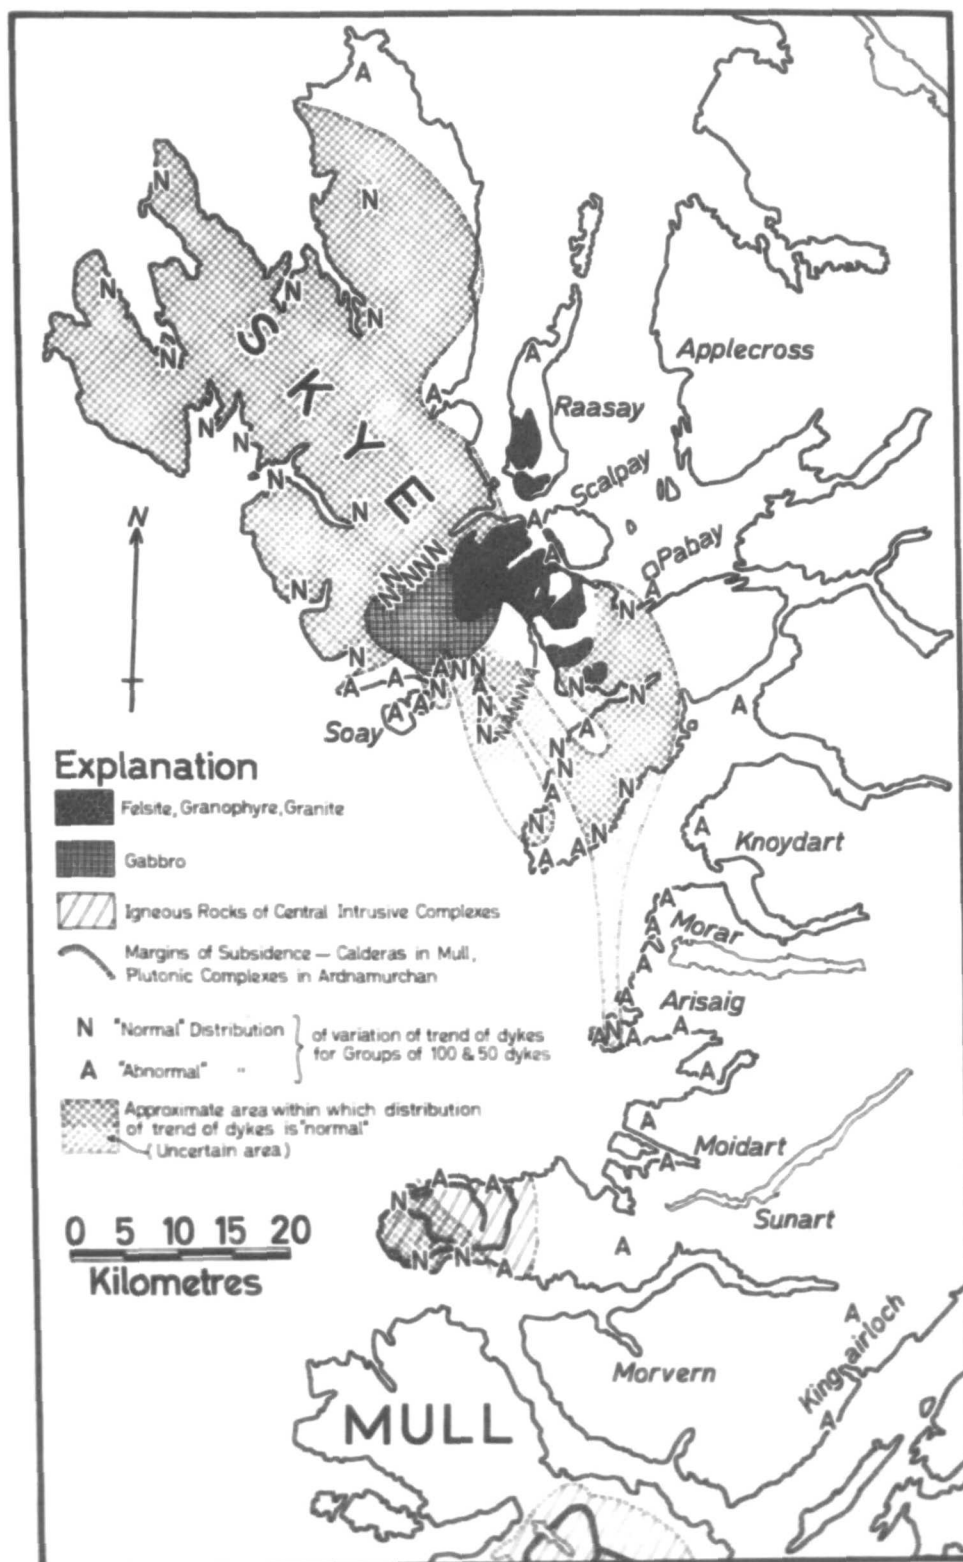 A
N
N
N
N
N
SKYE
A
Applecross
N
N
A
Raasay
N
N
N
N
Scalpay
A
N
NNNN
A
Pabay
A
N
N
N
A
A
N
A
N
N
N
A
N
N
NANNNA
N
N
A
N
A
A
Soay
A
N
N
N
A
N
N
A
A
N
A
Knoydart
A
Morar
A
A
A
Arisaig
A
N
A
A
A
A
Moidart
A
Sunart
A
N
A
A
N
N
A
A
Kingairloch
A
Morvern
MULL
N
Explanation
Felsite, Granophyre, Granite
Gabbro
Igneous Rocks of Central Intrusive Complexes
Margins of Subsidence — Calderas in Mull,
Plutonic Complexes in Ardnamurchan
N "Normal" Distribution
A "Abnormal" "
of variation of trend of dykes
for Groups of 100 & 50 dykes
Approximate area within which distribution
of trend of dykes is "normal"
(Uncertain area)
0 5 10 15 20
Kilometres